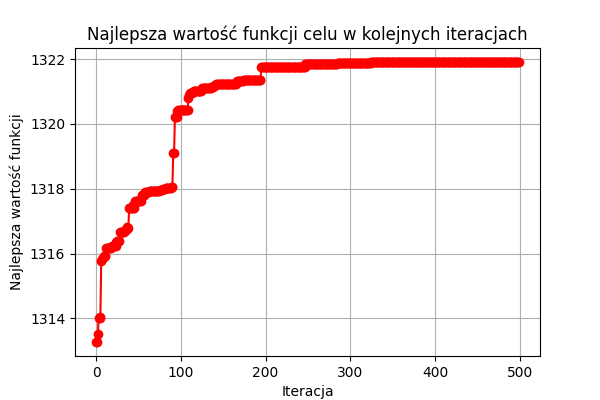 Najlepsza wartość funkcji celu w kolejnych iteracjach
1322
1320
1318
1316
1314
Najlepsza wartość funkcji
0 100 200 300 400 500
Iteracja